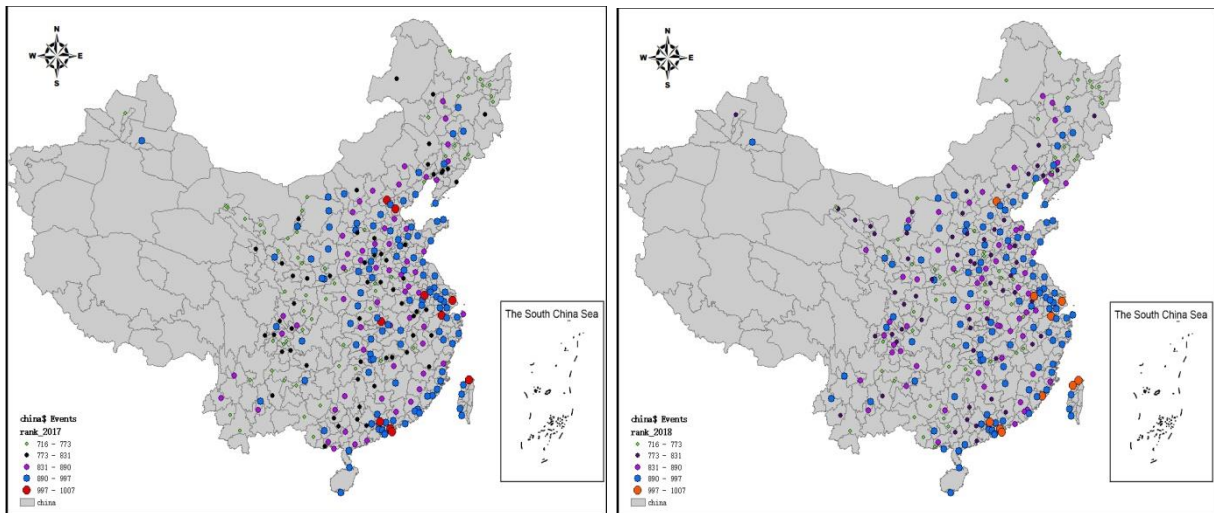 N
W E
S
The South China Sea
china$ Events
rank_2017
716 - 773
773 - 831
831 - 890
890 - 997
997 - 1007
china
N
W E
S
The South China Sea
china$ Events
rank_2018
716 - 773
773 - 831
831 - 890
890 - 997
997 - 1007
china